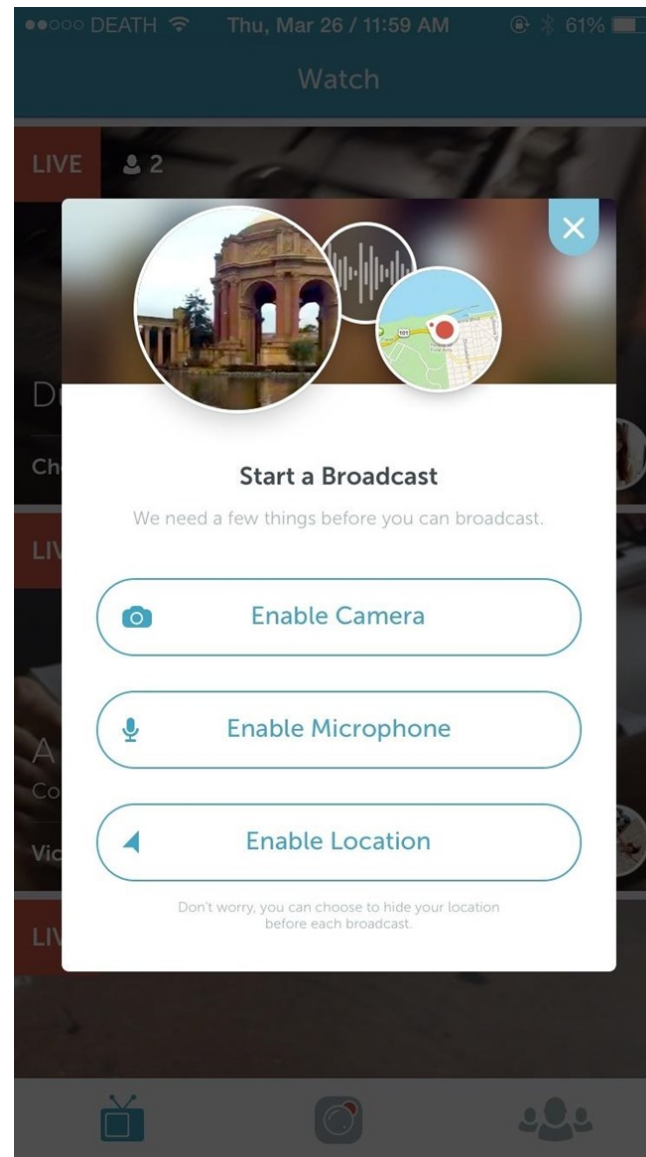 DEATH Thu, Mar 26 / 11:59 AM 61%
Watch
LIVE 2
Start a Broadcast
We need a few things before you can broadcast.
Enable Camera
Enable Microphone
Enable Location
Don't worry, you can choose to hide your location
before each broadcast.